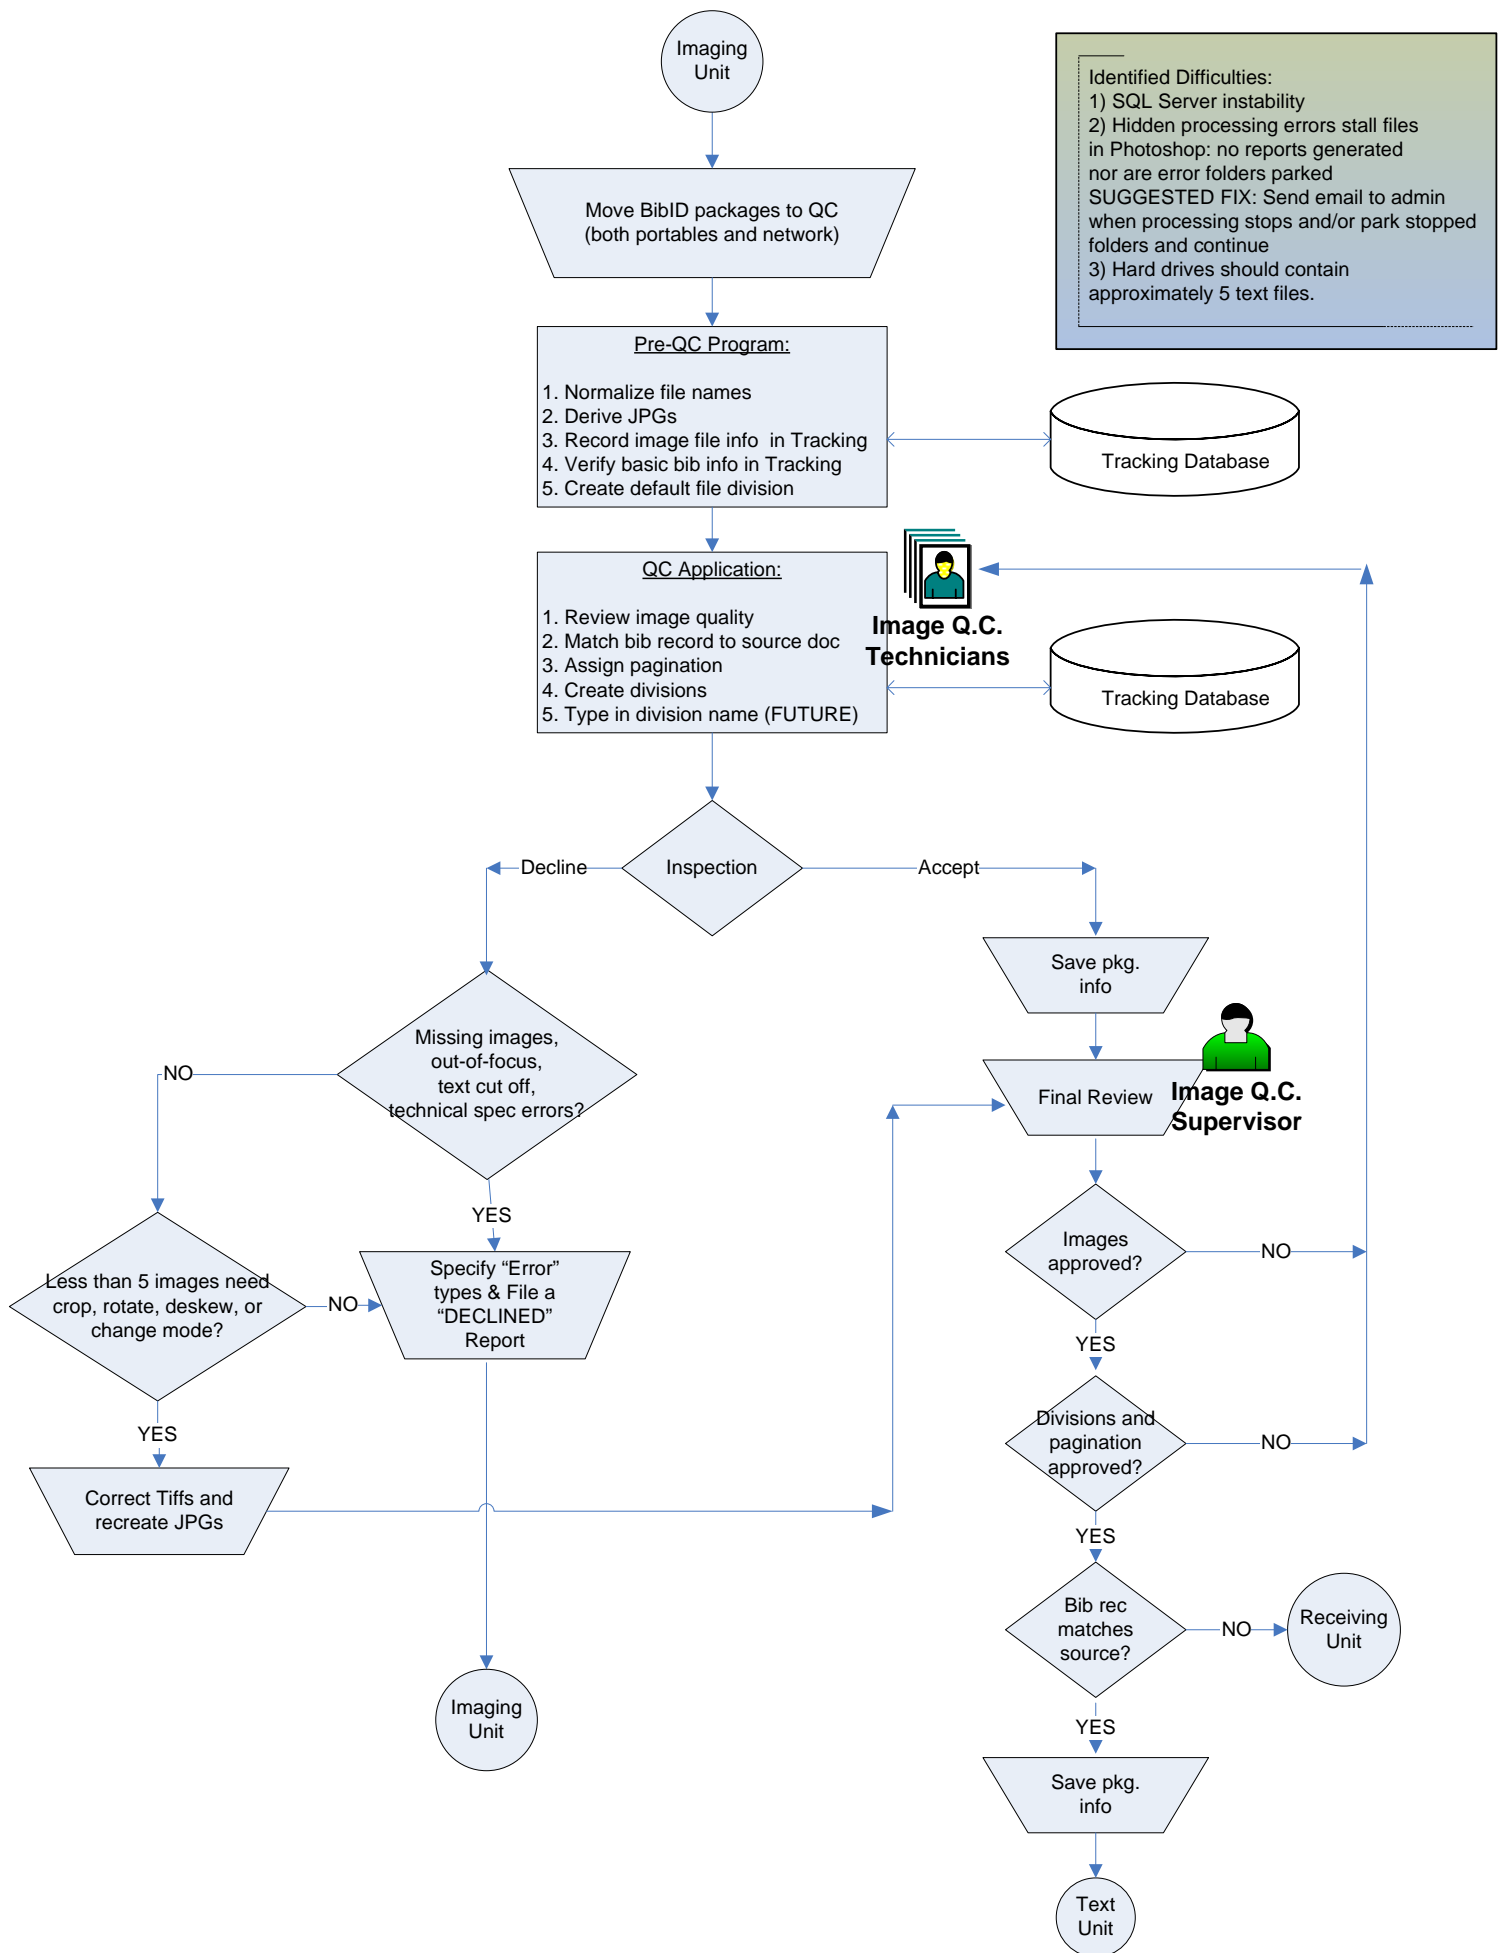 Imaging
Unit
Identified Difficulties:
1) SQL Server instability
2) Hidden processing errors stall files
in Photoshop: no reports generated
nor are error folders parked
SUGGESTED FIX: Send email to admin
when processing stops and/or park stopped
folders and continue
3) Hard drives should contain
approximately 5 text files.
Move BibID packages to QC
(both portables and network)
Pre-QC Program:
1. Normalize file names
2. Derive JPGs
3. Record image file info  in Tracking
4. Verify basic bib info in Tracking
5. Create default file division
Tracking Database
QC Application:
1. Review image quality
2. Match bib record to source doc
3. Assign pagination
4. Create divisions
5. Type in division name (FUTURE)
Image Q.C.
Technicians
Tracking Database
Decline
Inspection
Accept
Save pkg.
info
Missing images,
out-of-focus,
text cut off,
technical spec errors?
NO
YES
Final Review
Image Q.C.
Supervisor
Images
approved?
NO
YES
Less than 5 images need
crop, rotate, deskew, or
change mode?
NO
YES
Specify “Error”
types & File a
“DECLINED”
Report
Divisions and
pagination
approved?
NO
YES
Correct Tiffs and
recreate JPGs
Bib rec
matches
source?
NO
Receiving
Unit
YES
Imaging
Unit
Save pkg.
info
Text
Unit